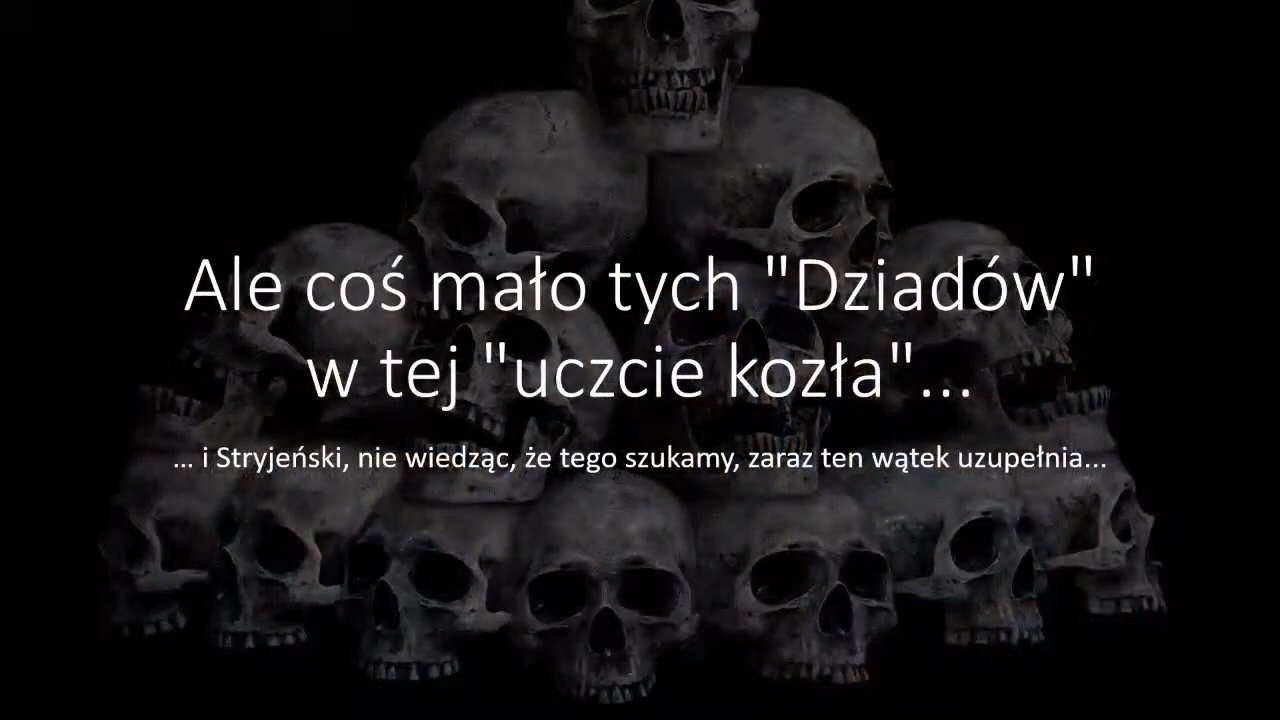 Ale coś mało tych "Dziadów"
w tej "uczcie kozła"...
... i Stryjeński, nie wiedząc, że tego szukamy, zaraz ten wątek uzupełnia...